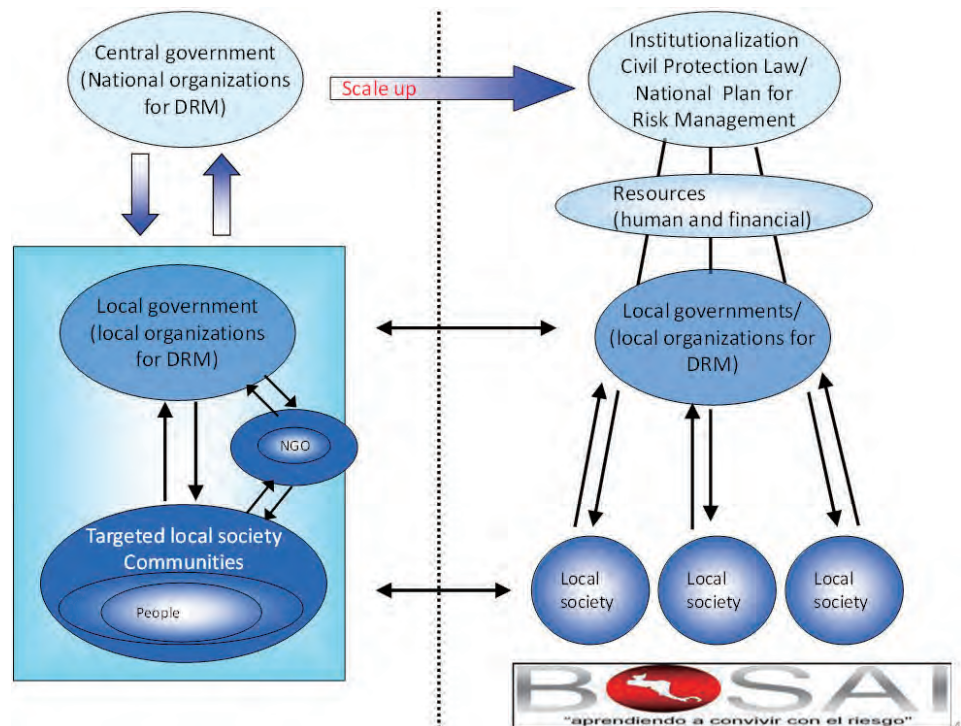 Central government
(National organizations
for DRM)
Scale up
Institutionalization
Civil Protection Law/
National Plan for
Risk Management
Resources
(human and financial)
Local government
(local organizations
for DRM)
Local governments/
(local organizations for
DRM)
NGO
Targeted local society
Communities
People
Local
society
Local
society
Local
society
BOSAI
"aprendiendo a convivir con el riesgo"